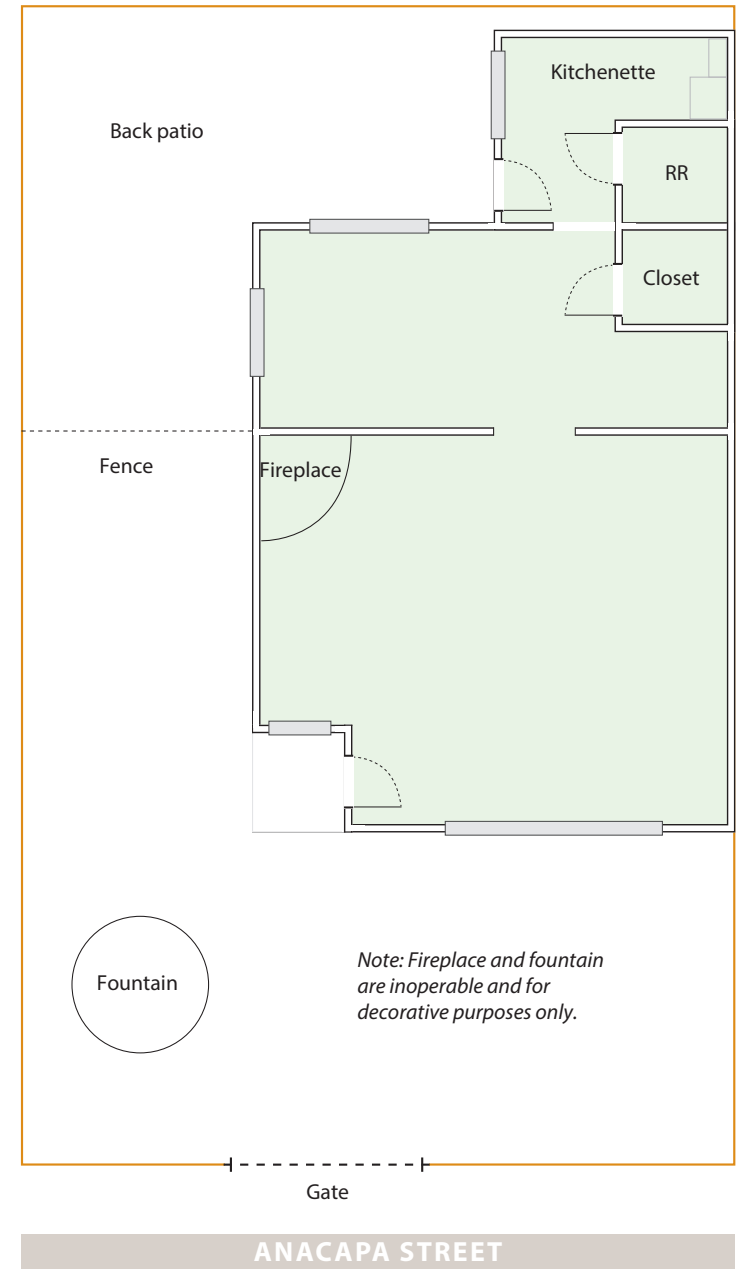 Kitchenette
Back patio
RR
Closet
Fence
Fireplace
Fountain
Note: Fireplace and fountain
are inoperable and for
decorative purposes only.
Gate
ANACAPA STREET